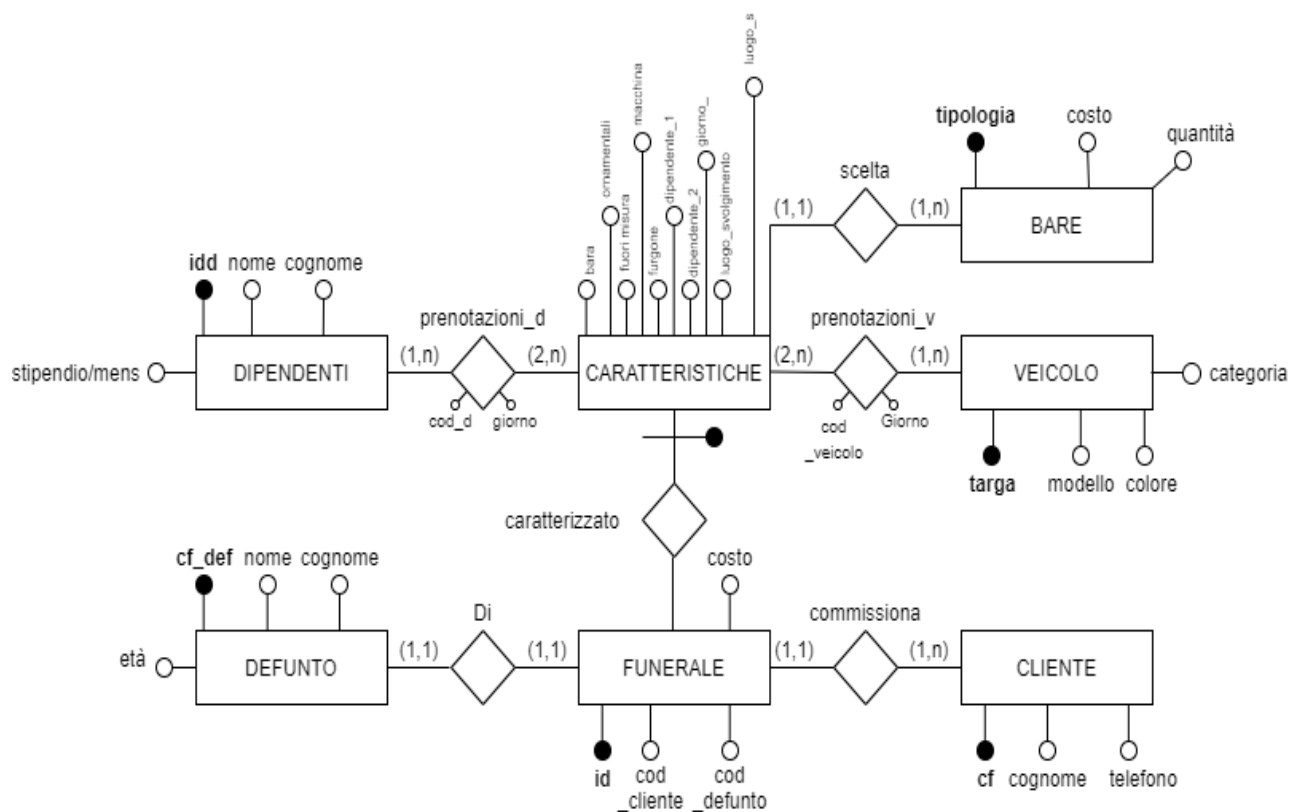 luogo_s
macchina
giorno_
ornamentali
dipendente_1
bara
fuori misura
furgone
dipendente_2
luogo_svolgimento
tipologia
costo
quantità
scelta
(1,1)
(1,n)
BARE
idd
nome
cognome
prenotazioni_d
prenotazioni_v
stipendio/mens
DIPENDENTI
(1,n)
(2,n)
CARATTERISTICHE
(2,n)
(1,n)
VEICOLO
categoria
cod_d
giorno
cod
_veicolo
Giorno
targa
modello
colore
caratterizzato
cf_def
nome
cognome
costo
Di
commissiona
età
DEFUNTO
(1,1)
(1,1)
FUNERALE
(1,1)
(1,n)
CLIENTE
id
cod
_cliente
cod
_defunto
cf
cognome
telefono